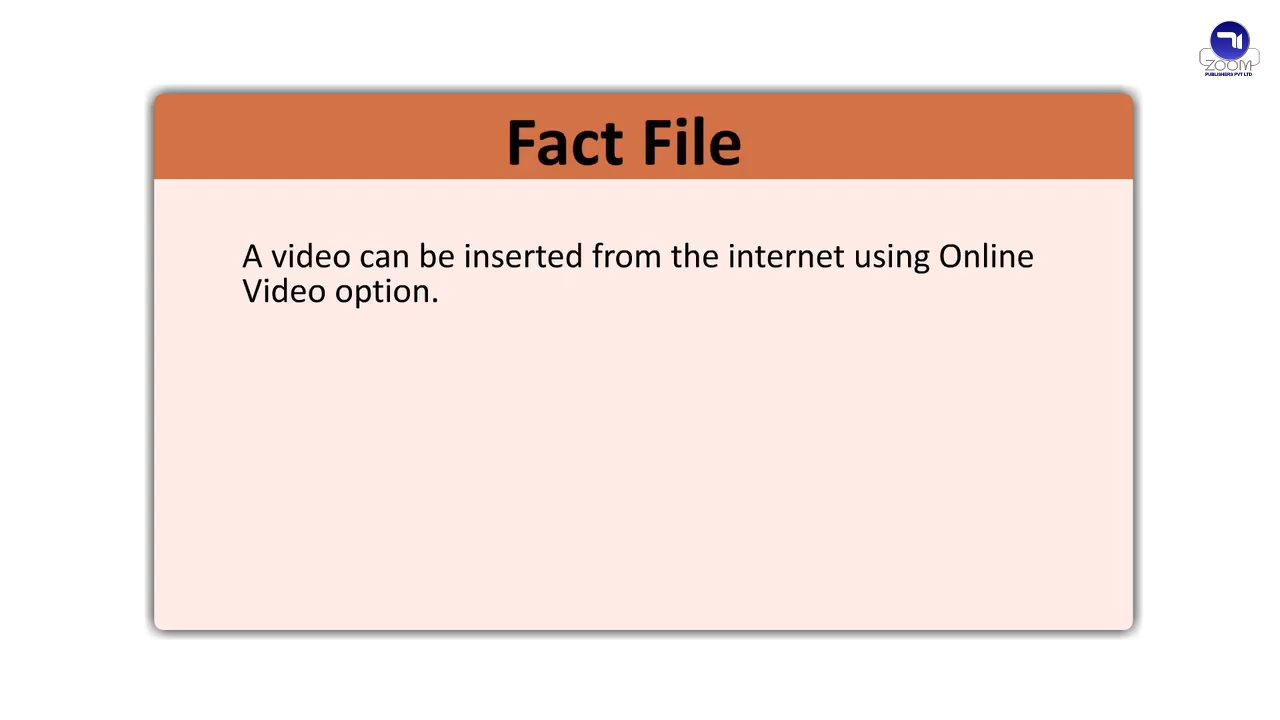 ZOOM
PUBLISHERS PVT LTD
Fact File
A video can be inserted from the internet using Online
Video option.